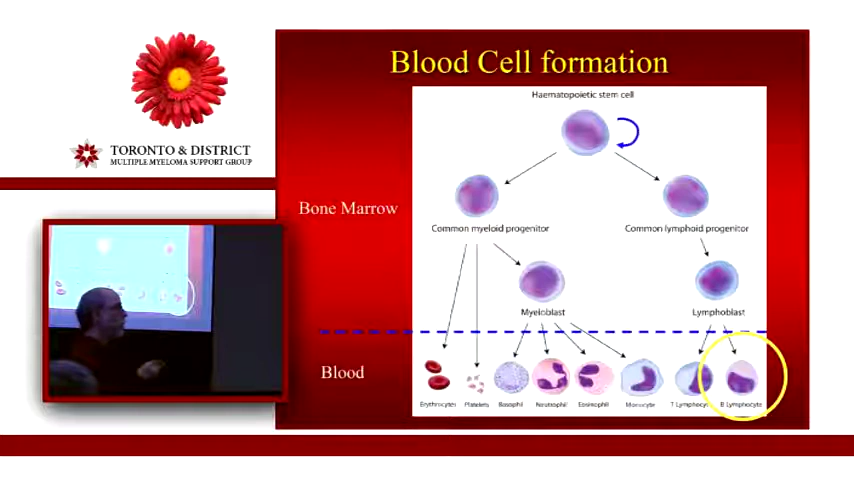 Blood Cell formation
TORONTO & DISTRICT
MULTIPLE MYELOMA SUPPORT GROUP
Haematopoietic stem cell
Bone Marrow
Common myeloid progenitor
Common lymphoid progenitor
Myeloblast
Lymphoblast
Blood
Erythrocytes
Platelets
Basophil
Neutrophil
Eosinophil
Monocyte
T Lymphocyte
B Lymphocyte